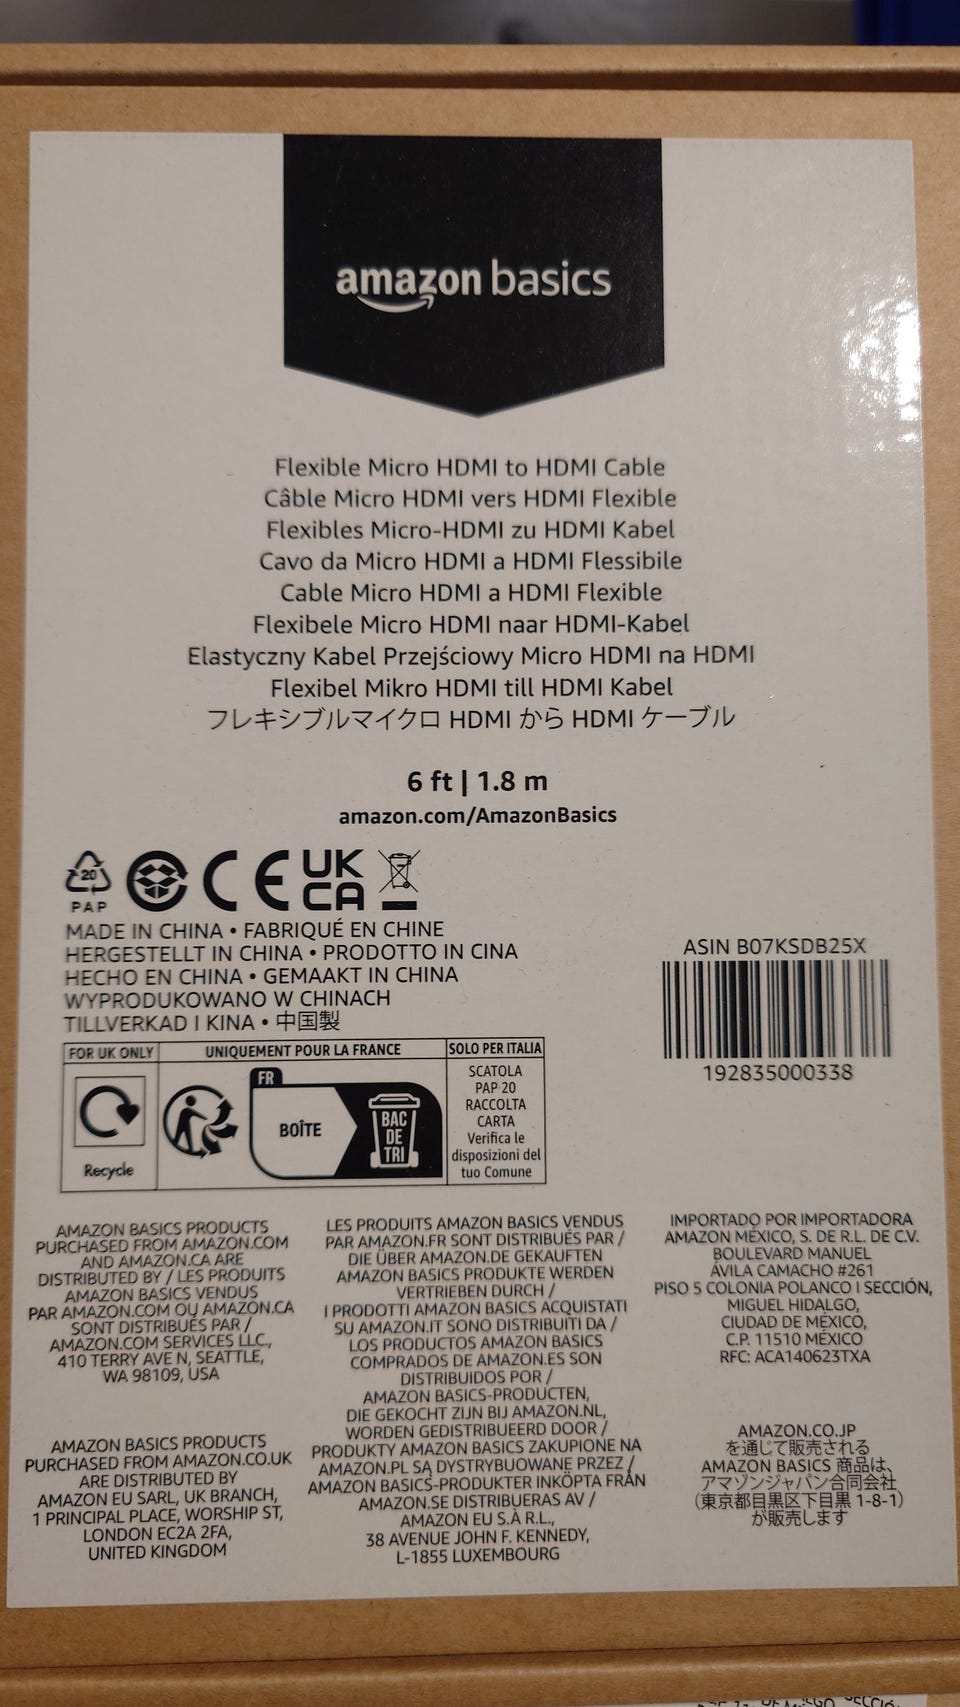 amazon basics
Flexible Micro HDMI to HDMI Cable
Câble Micro HDMI vers HDMI Flexible
Flexibles Micro-HDMI zu HDMI Kabel
Cavo da Micro HDMI a HDMI Flessibile
Cable Micro HDMI a HDMI Flexible
Flexibele Micro HDMI naar HDMI-Kabel
Elastyczny Kabel Przejściowy Micro HDMI na HDMI
Flexibel Mikro HDMI till HDMI Kabel
フレキシブルマイクロ HDMI から HDMI ケーブル
6 ft | 1.8 m
amazon.com/AmazonBasics
20
PAP
CE
UK
CA
MADE IN CHINA • FABRIQUÉ EN CHINE
HERGESTELLT IN CHINA • PRODOTTO IN CINA
HECHO EN CHINA • GEMAAKT IN CHINA
WYPRODUKOWANO W CHINACH
TILLVERKAD I KINA • 中国製
ASIN B07KSDB25X
192835000338
FOR UK ONLY
Recycle
UNIQUEMENT POUR LA FRANCE
FR
BOÎTE
BAC
DE
TRI
SOLO PER ITALIA
SCATOLA
PAP 20
RACCOLTA
CARTA
Verifica le
disposizioni del
tuo Comune
AMAZON BASICS PRODUCTS
PURCHASED FROM AMAZON.COM
AND AMAZON.CA ARE
DISTRIBUTED BY / LES PRODUITS
AMAZON BASICS VENDUS
PAR AMAZON.COM OU AMAZON.CA
SONT DISTRIBUÉS PAR /
AMAZON.COM SERVICES LLC.,
410 TERRY AVE N, SEATTLE,
WA 98109, USA
AMAZON BASICS PRODUCTS
PURCHASED FROM AMAZON.CO.UK
ARE DISTRIBUTED BY
AMAZON EU SARL, UK BRANCH,
1 PRINCIPAL PLACE, WORSHIP ST,
LONDON EC2A 2FA,
UNITED KINGDOM
LES PRODUITS AMAZON BASICS VENDUS
PAR AMAZON.FR SONT DISTRIBUÉS PAR /
DIE ÜBER AMAZON.DE GEKAUFTEN
AMAZON BASICS PRODUKTE WERDEN
VERTRIEBEN DURCH /
I PRODOTTI AMAZON BASICS ACQUISTATI
SU AMAZON.IT SONO DISTRIBUITI DA /
LOS PRODUCTOS AMAZON BASICS
COMPRADOS DE AMAZON.ES SON
DISTRIBUIDOS POR /
AMAZON BASICS-PRODUCTEN,
DIE GEKOCHT ZIJN BIJ AMAZON.NL,
WORDEN GEDISTRIBUEERD DOOR /
PRODUKTY AMAZON BASICS ZAKUPIONE NA
AMAZON.PL SĄ DYSTRYBUOWANE PRZEZ /
AMAZON BASICS-PRODUKTER INKÖPTA FRÅN
AMAZON.SE DISTRIBUERAS AV /
AMAZON EU S.À R.L.,
38 AVENUE JOHN F. KENNEDY,
L-1855 LUXEMBOURG
IMPORTADO POR IMPORTADORA
AMAZON MÉXICO, S. DE R.L. DE C.V.
BOULEVARD MANUEL
ÁVILA CAMACHO #261
PISO 5 COLONIA POLANCO I SECCIÓN,
MIGUEL HIDALGO,
CIUDAD DE MÉXICO,
C.P. 11510 MÉXICO
RFC: ACA140623TXA
AMAZON.CO.JP
を通じて販売される
AMAZON BASICS 商品は、
アマゾンジャパン合同会社
（東京都目黒区下目黒 1-8-1）
が販売します